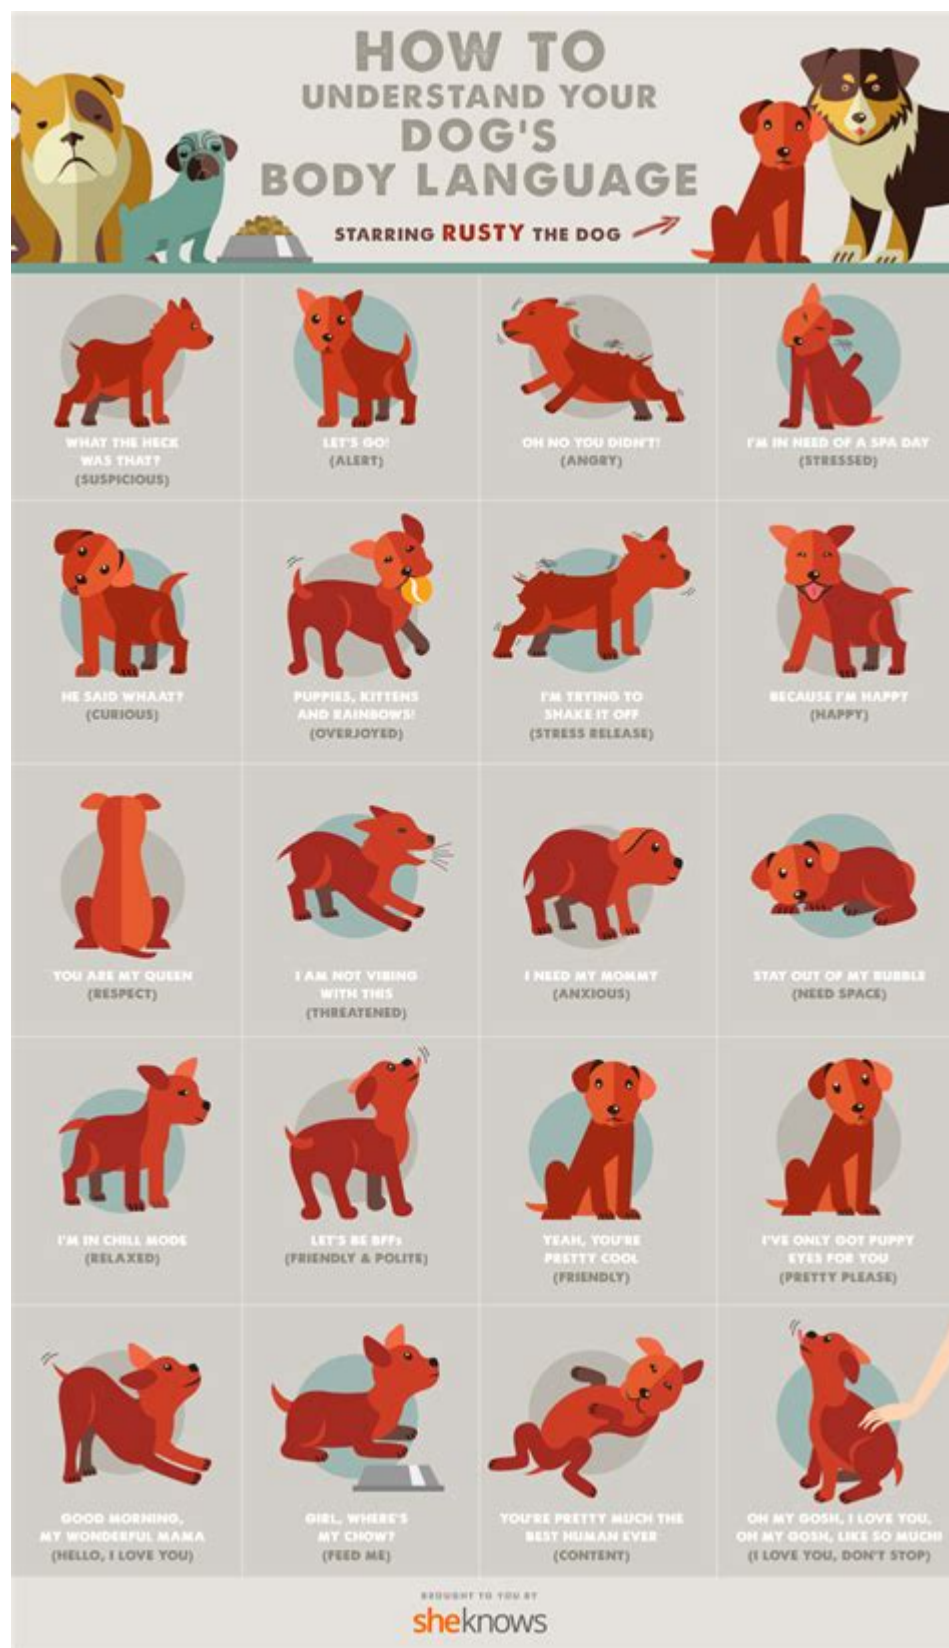 HOW TO
UNDERSTAND YOUR
DOG'S
BODY LANGUAGE
STARRING RUSTY THE DOG
WHAT THE HECK
WAS THAT?
(SUSPICIOUS)
LET'S GO!
(ALERT)
OH NO YOU DIDN'T!
(ANGRY)
I'M IN NEED OF A SPA DAY
(STRESSED)
HE SAID WHAAT?
(CURIOUS)
PUPPIES, KITTENS
AND RAINBOWS!
(OVERJOYED)
I'M TRYING TO
SHAKE IT OFF
(STRESS RELEASE)
BECAUSE I'M HAPPY
(HAPPY)
YOU ARE MY QUEEN
(RESPECT)
I AM NOT VIBING
WITH THIS
(THREATENED)
I NEED MY MOMMY
(ANXIOUS)
STAY OUT OF MY BUBBLE
(NEED SPACE)
I'M IN CHILL MODE
(RELAXED)
LET'S BE BFFs
(FRIENDLY & POLITE)
YEAH, YOU'RE
PRETTY COOL
(FRIENDLY)
I'VE ONLY GOT PUPPY
EYES FOR YOU
(PRETTY PLEASE)
GOOD MORNING,
MY WONDERFUL MAMA
(HELLO, I LOVE YOU)
GIRL, WHERE'S
MY CHOW?
(FEED ME)
YOU'RE PRETTY MUCH THE
BEST HUMAN EVER
(CONTENT)
OH MY GOSH, I LOVE YOU,
OH MY GOSH, LIKE SO MUCH!
(I LOVE YOU, DON'T STOP)
BROUGHT TO YOU BY
sheknows